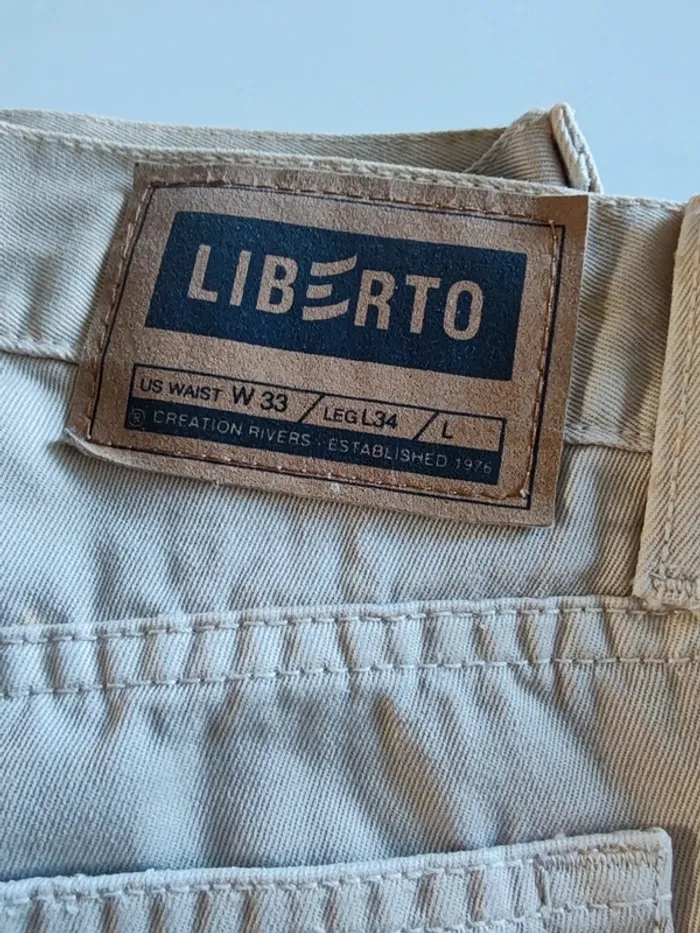 LIBERTO
US WAIST W 33 / LEG L34 / L
® CREATION RIVERS - ESTABLISHED 1976